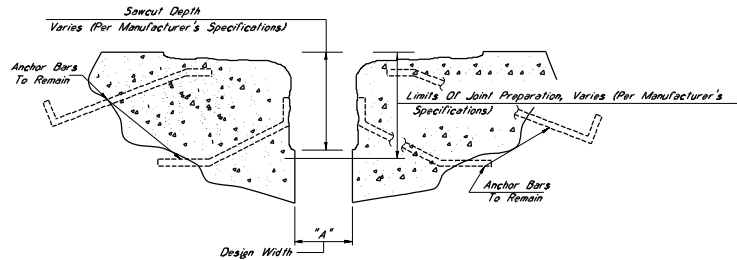 Sawcut Depth
Varies (Per Manufacturer's Specifications)
Anchor Bars
To Remain
Limits Of Joint Preparation, Varies (Per Manufacturer's
Specifications)
Anchor Bars
To Remain
"A"
Design Width